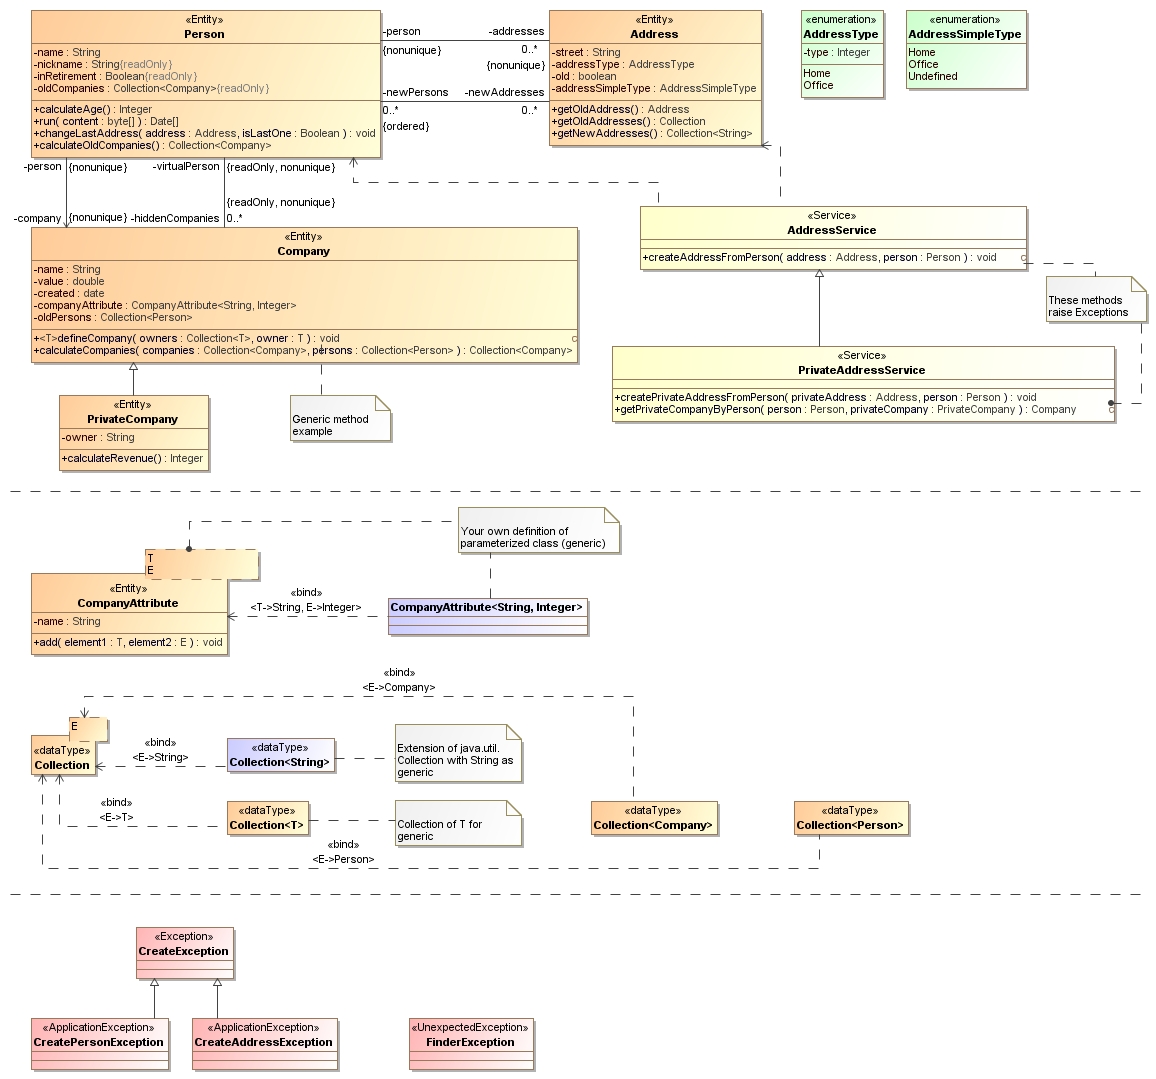 «Entity»
Person
-name : String
-nickname : String{readOnly}
-inRetirement : Boolean{readOnly}
-oldCompanies : Collection<Company>{readOnly}
+calculateAge() : Integer
+run( content : byte[] ) : Date[]
+changeLastAddress( address : Address, isLastOne : Boolean ) : void
+calculateOldCompanies() : Collection<Company>
-person
-addresses
{nonunique}
0..*
{nonunique}
-newPersons
-newAddresses
0..*
0..*
{ordered}
«Entity»
Address
-street : String
-addressType : AddressType
-old : boolean
-addressSimpleType : AddressSimpleType
+getOldAddress() : Address
+getOldAddresses() : Collection
+getNewAddresses() : Collection<String>
«enumeration»
AddressType
-type : Integer
Home
Office
«enumeration»
AddressSimpleType
Home
Office
Undefined
-person
{nonunique}
-virtualPerson
{readOnly, nonunique}
{readOnly, nonunique}
-company
{nonunique}
-hiddenCompanies
0..*
«Service»
AddressService
+createAddressFromPerson( address : Address, person : Person ) : void
These methods
raise Exceptions
«Entity»
Company
-name : String
-value : double
-created : date
-companyAttribute : CompanyAttribute<String, Integer>
-oldPersons : Collection<Person>
+<T>defineCompany( owners : Collection<T>, owner : T ) : void
+calculateCompanies( companies : Collection<Company>, persons : Collection<Person> ) : Collection<Company>
«Service»
PrivateAddressService
+createPrivateAddressFromPerson( privateAddress : Address, person : Person ) : void
+getPrivateCompanyByPerson( person : Person, privateCompany : PrivateCompany ) : Company
«Entity»
PrivateCompany
-owner : String
+calculateRevenue() : Integer
Generic method
example
Your own definition of
parameterized class (generic)
T
E
«Entity»
CompanyAttribute
-name : String
+add( element1 : T, element2 : E ) : void
«bind»
<T->String, E->Integer>
CompanyAttribute<String, Integer>
«bind»
<E->Company>
E
«dataType»
Collection
«bind»
<E->String>
«dataType»
Collection<String>
Extension of java.util.
Collection with String as
generic
«bind»
<E->T>
«dataType»
Collection<T>
Collection of T for
generic
«dataType»
Collection<Company>
«dataType»
Collection<Person>
«bind»
<E->Person>
«Exception»
CreateException
«ApplicationException»
CreatePersonException
«ApplicationException»
CreateAddressException
«UnexpectedException»
FinderException